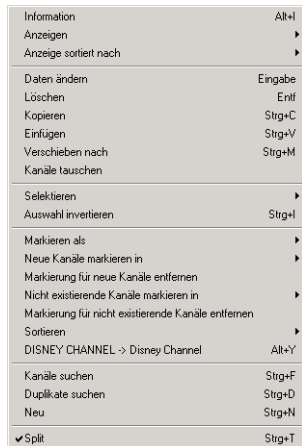 Information Alt+I
Anzeigen
Anzeige sortiert nach
Daten ändern Eingabe
Löschen Entf
Kopieren Strg+C
Einfügen Strg+V
Verschieben nach Strg+M
Kanäle tauschen
Selektieren
Auswahl invertieren Strg+I
Markieren als
Neue Kanäle markieren in
Markierung für neue Kanäle entfernen
Nicht existierende Kanäle markieren in
Markierung für nicht existierende Kanäle entfernen
Sortieren
DISNEY CHANNEL -> Disney Channel Alt+Y
Kanäle suchen Strg+F
Duplikate suchen Strg+D
Neu Strg+N
Split Strg+T